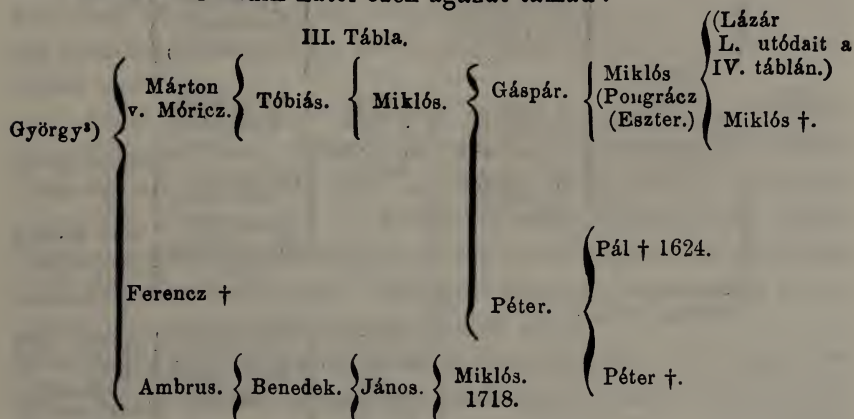 III. Tábla.
György³)
Márton
v. Móricz.
Tóbiás.
Miklós.
Gáspár.
Miklós
(Pongrácz
(Eszter.)
(Lázár
L. utódait a
IV. táblán.)
Miklós †.
Ferencz †
Péter.
Pál † 1624.
Péter †.
Ambrus.
Benedek.
János.
Miklós.
1718.